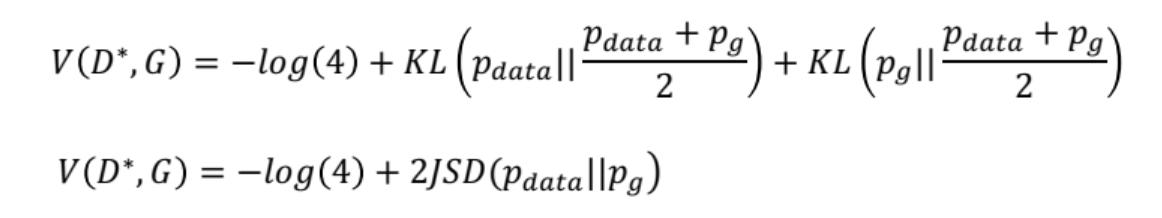 V(D*, G) = −log(4) + KL(p_data || (p_data + p_g)/2) + KL(p_g || (p_data + p_g)/2)
V(D*, G) = −log(4) + 2JSD(p_data||p_g)